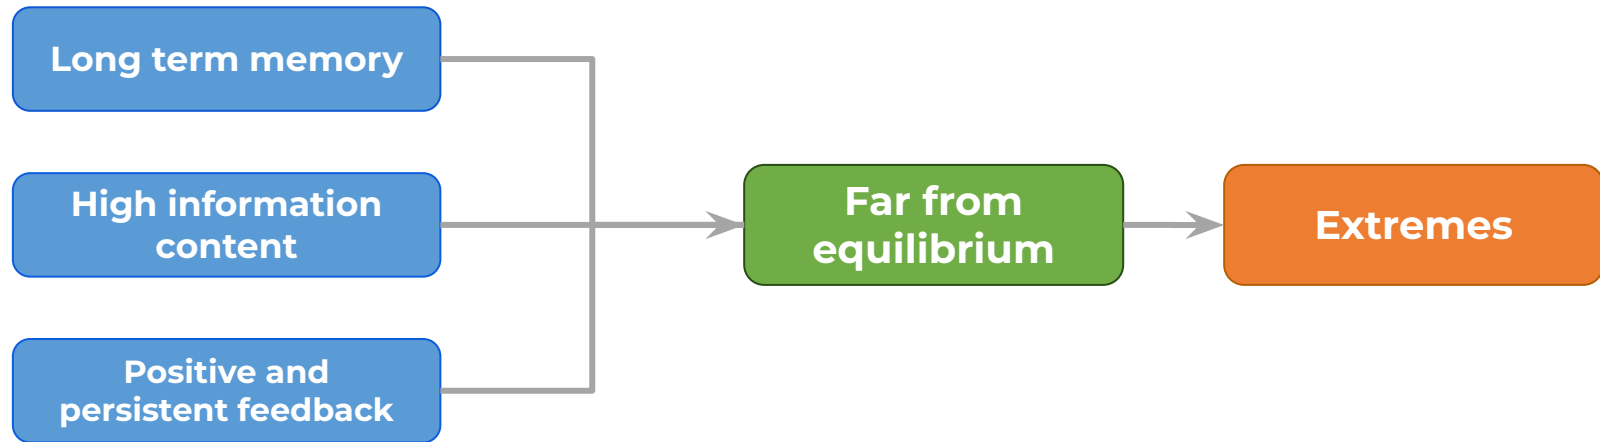 Long term memory
High information
content
Positive and
persistent feedback
Far from
equilibrium
Extremes